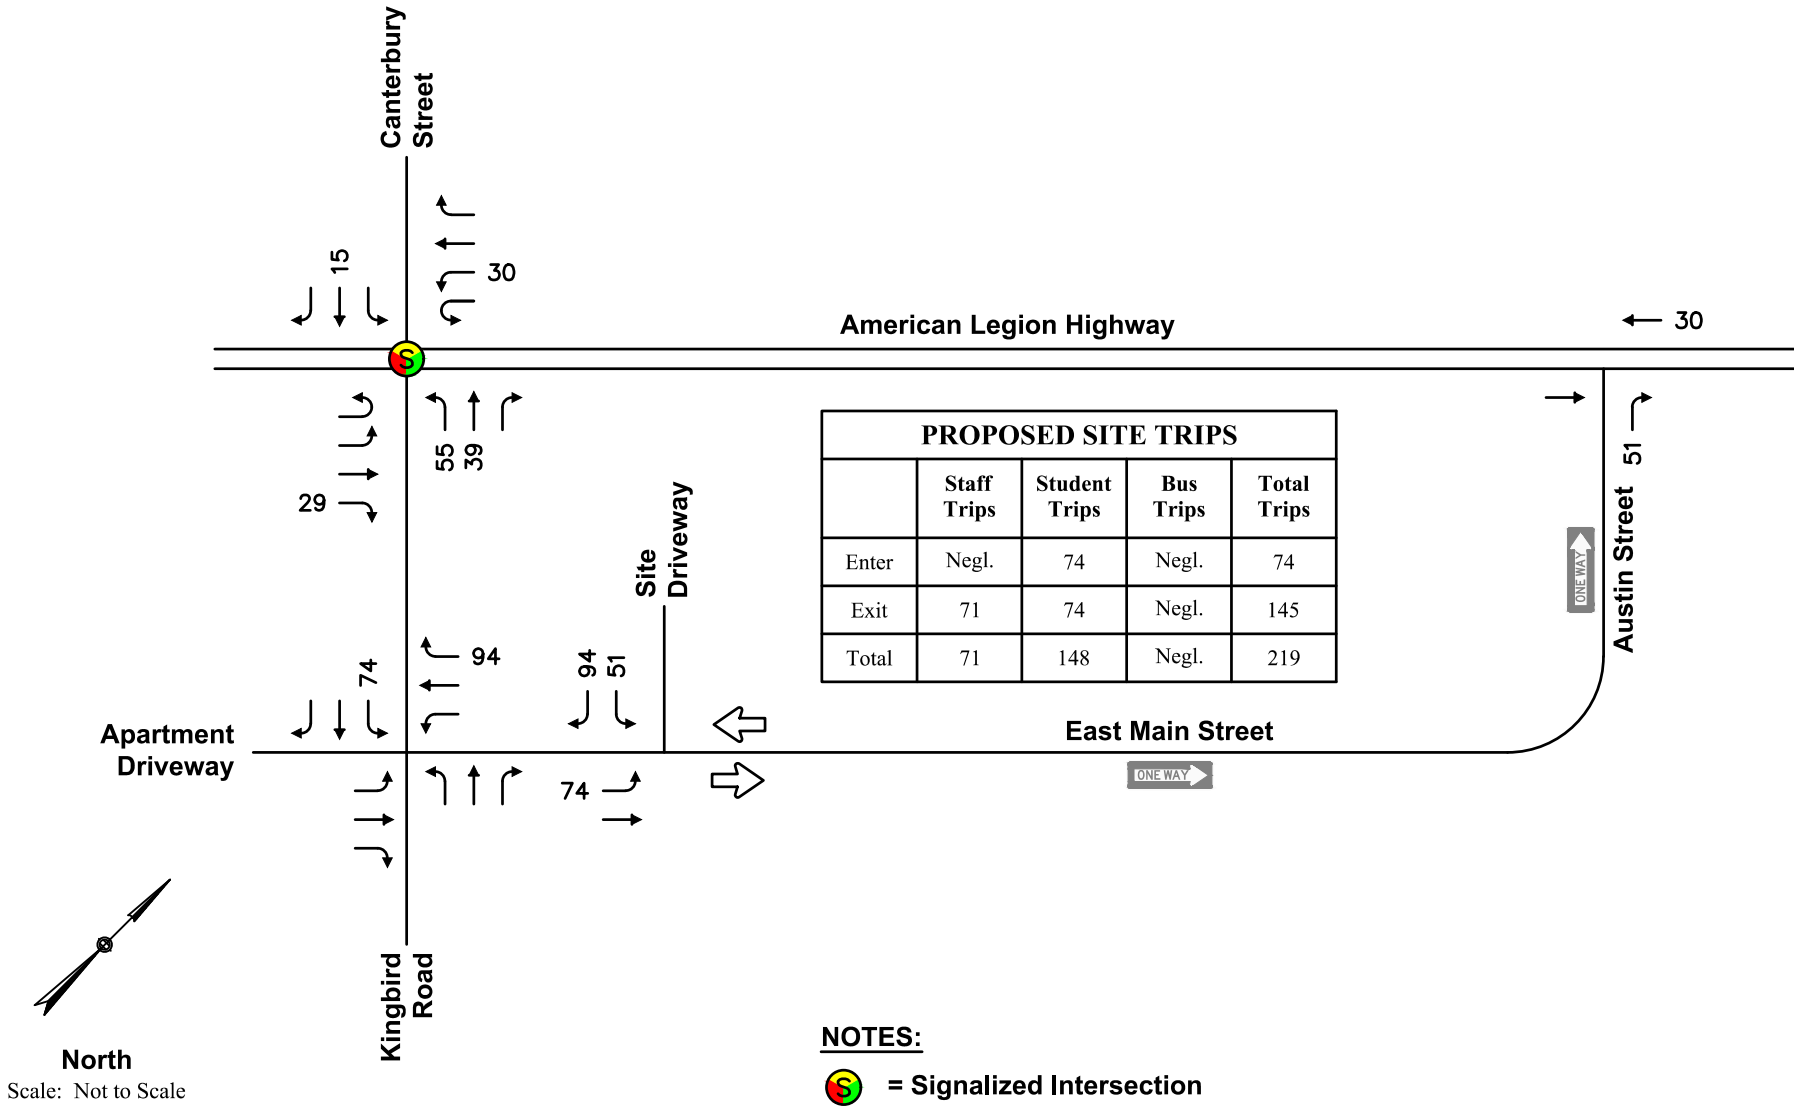 Canterbury
Street
15
30
American Legion Highway
30
S
55
39
29
51
PROPOSED SITE TRIPS
Staff
Trips
Student
Trips
Bus
Trips
Total
Trips
Enter
Negl.
74
Negl.
74
Exit
71
74
Negl.
145
Total
71
148
Negl.
219
Site
Driveway
ONE WAY
Austin Street
74
94
94
51
Apartment
Driveway
East Main Street
74
ONE WAY
Kingbird
Road
North
Scale: Not to Scale
NOTES:
S = Signalized Intersection